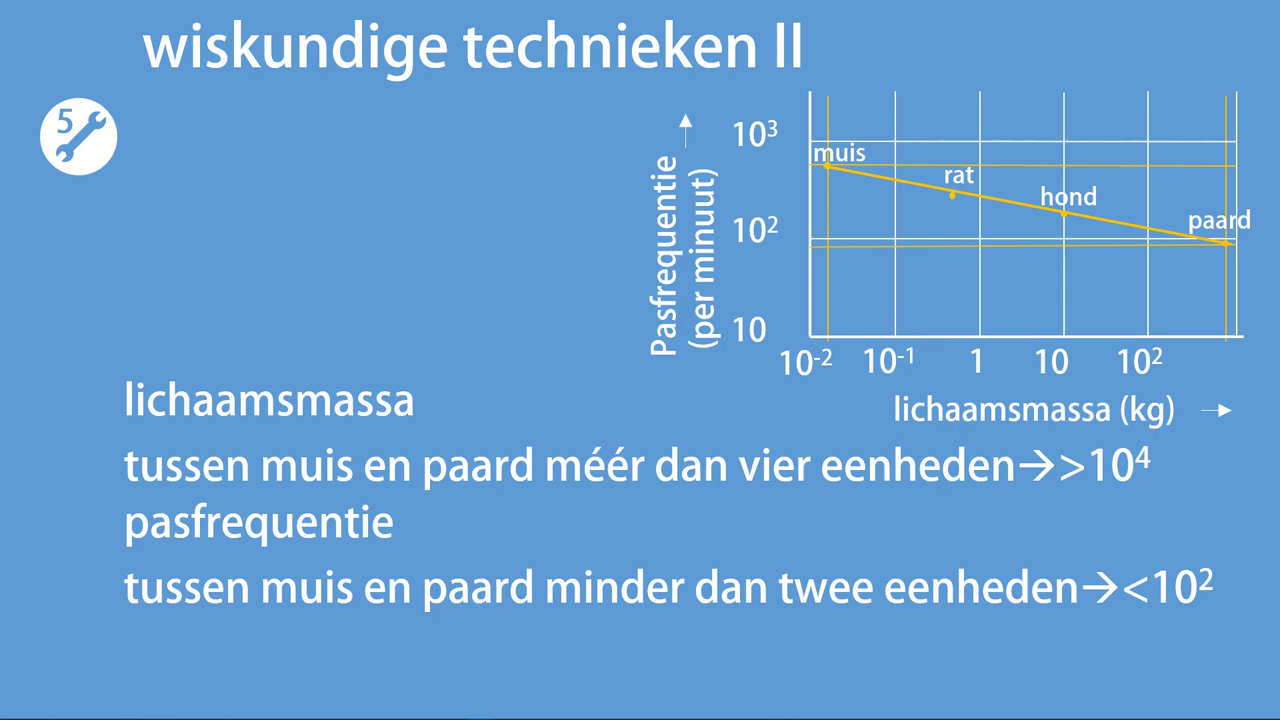 wiskundige technieken II
5
Pasfrequentie
(per minuut)
10³
10²
10
muis
rat
hond
paard
10⁻² 10⁻¹ 1 10 10²
lichaamsmassa (kg)
lichaamsmassa
tussen muis en paard méér dan vier eenheden→>10⁴
pasfrequentie
tussen muis en paard minder dan twee eenheden→<10²